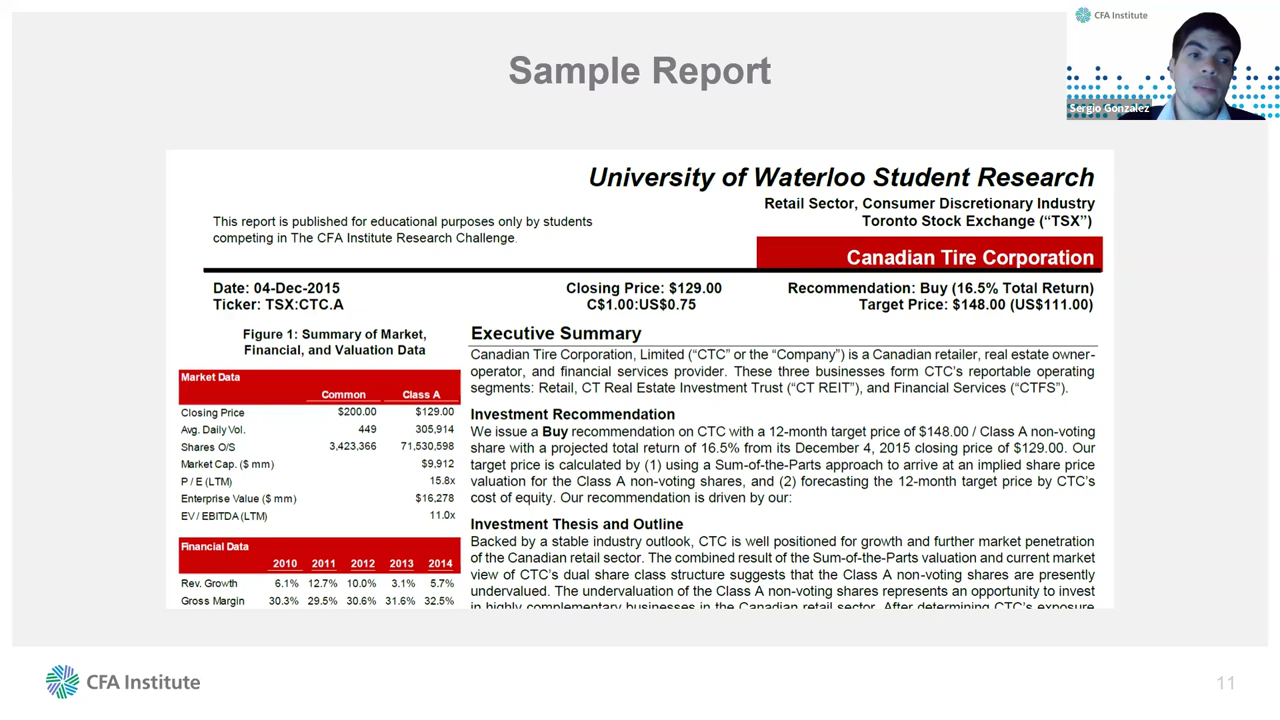 Sample Report
CFA Institute
Sergio Gonzalez
University of Waterloo Student Research
Retail Sector, Consumer Discretionary Industry
Toronto Stock Exchange (“TSX”)
This report is published for educational purposes only by students
competing in The CFA Institute Research Challenge.
Canadian Tire Corporation
Date: 04-Dec-2015 Closing Price: $129.00 Recommendation: Buy (16.5% Total Return)
Ticker: TSX:CTC.A C$1.00:US$0.75 Target Price: $148.00 (US$111.00)
Figure 1: Summary of Market,
Financial, and Valuation Data
Market Data
Common Class A
Closing Price $200.00 $129.00
Avg. Daily Vol. 449 305,914
Shares O/S 3,423,366 71,530,598
Market Cap. ($ mm) $9,912
P / E (LTM) 15.8x
Enterprise Value ($ mm) $16,278
EV / EBITDA (LTM) 11.0x
Financial Data
2010 2011 2012 2013 2014
Rev. Growth 6.1% 12.7% 10.0% 3.1% 5.7%
Gross Margin 30.3% 29.5% 30.6% 31.6% 32.5%
Executive Summary
Canadian Tire Corporation, Limited (“CTC” or the “Company”) is a Canadian retailer, real estate owner-
operator, and financial services provider. These three businesses form CTC’s reportable operating
segments: Retail, CT Real Estate Investment Trust (“CT REIT”), and Financial Services (“CTFS”).
Investment Recommendation
We issue a Buy recommendation on CTC with a 12-month target price of $148.00 / Class A non-voting
share with a projected total return of 16.5% from its December 4, 2015 closing price of $129.00. Our
target price is calculated by (1) using a Sum-of-the-Parts approach to arrive at an implied share price
valuation for the Class A non-voting shares, and (2) forecasting the 12-month target price by CTC’s
cost of equity. Our recommendation is driven by our:
Investment Thesis and Outline
Backed by a stable industry outlook, CTC is well positioned for growth and further market penetration
of the Canadian retail sector. The combined result of the Sum-of-the-Parts valuation and current market
view of CTC’s dual share class structure suggests that the Class A non-voting shares are presently
undervalued. The undervaluation of the Class A non-voting shares represents an opportunity to invest
in highly complementary businesses in the Canadian retail sector. After determining CTC’s exposure
CFA Institute
11